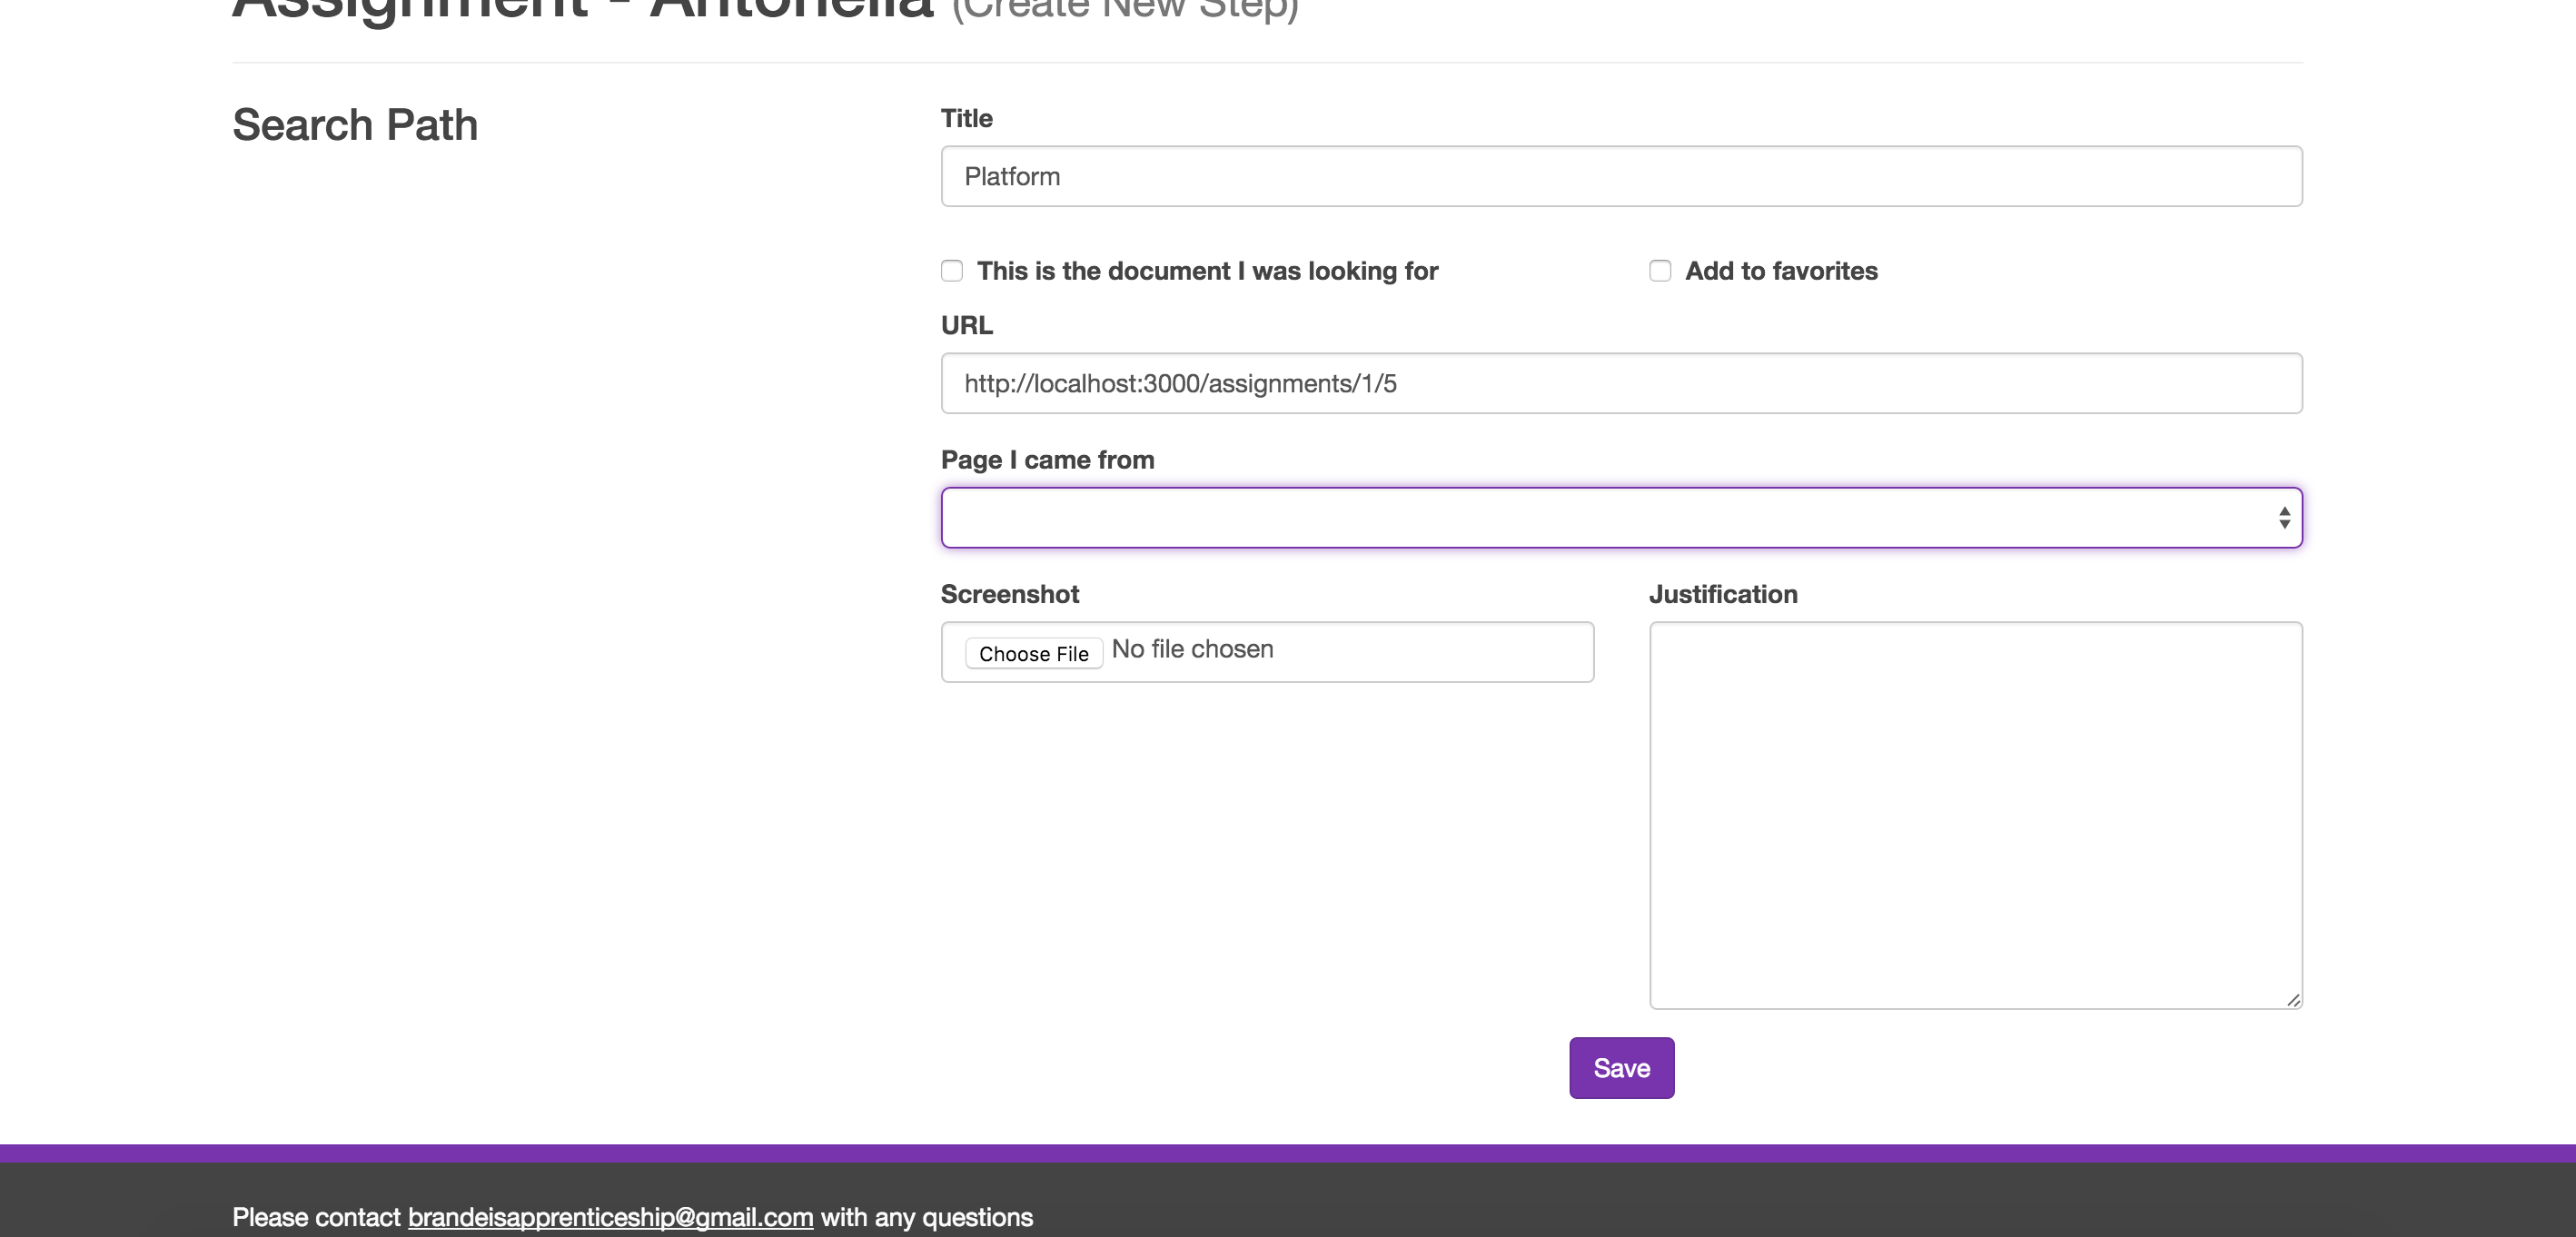 Assignment - Antonella (Create New Step)
Search Path
Title
Platform
This is the document I was looking for
Add to favorites
URL
http://localhost:3000/assignments/1/5
Page I came from
Screenshot
Justification
Choose File No file chosen
Save
Please contact brandeisapprenticeship@gmail.com with any questions